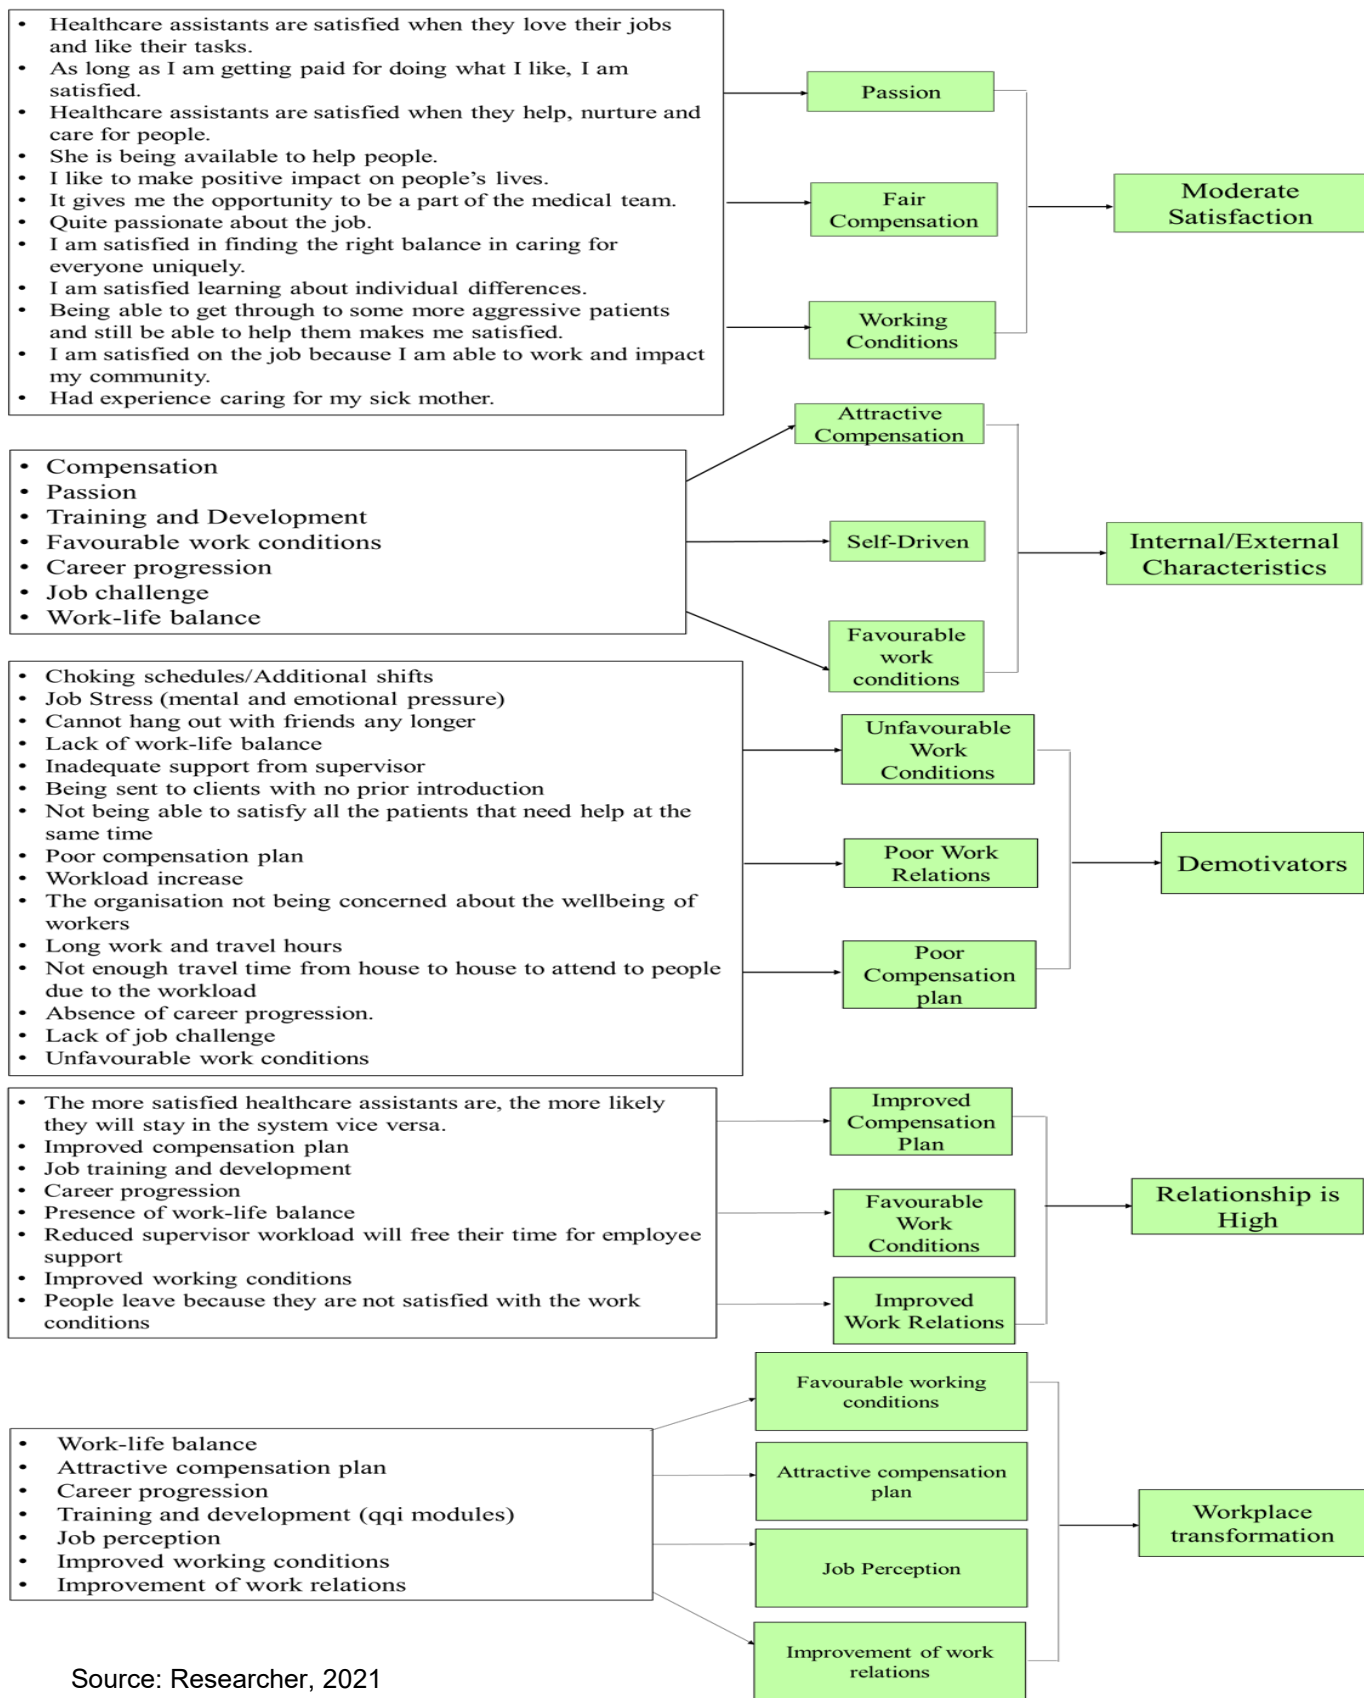 • Healthcare assistants are satisfied when they love their jobs
and like their tasks.
• As long as I am getting paid for doing what I like, I am
satisfied.
• Healthcare assistants are satisfied when they help, nurture and
care for people.
• She is being available to help people.
• I like to make positive impact on people's lives.
• It gives me the opportunity to be a part of the medical team.
• Quite passionate about the job.
• I am satisfied in finding the right balance in caring for
everyone uniquely.
• I am satisfied learning about individual differences.
• Being able to get through to some more aggressive patients
and still be able to help them makes me satisfied.
• I am satisfied on the job because I am able to work and impact
my community.
• Had experience caring for my sick mother.
Passion
Fair
Compensation
Working
Conditions
Moderate
Satisfaction
• Compensation
• Passion
• Training and Development
• Favourable work conditions
• Career progression
• Job challenge
• Work-life balance
Attractive
Compensation
Self-Driven
Favourable
work
conditions
Internal/External
Characteristics
• Choking schedules/Additional shifts
• Job Stress (mental and emotional pressure)
• Cannot hang out with friends any longer
• Lack of work-life balance
• Inadequate support from supervisor
• Being sent to clients with no prior introduction
• Not being able to satisfy all the patients that need help at the
same time
• Poor compensation plan
• Workload increase
• The organisation not being concerned about the wellbeing of
workers
• Long work and travel hours
• Not enough travel time from house to house to attend to people
due to the workload
• Absence of career progression.
• Lack of job challenge
• Unfavourable work conditions
Unfavourable
Work
Conditions
Poor Work
Relations
Poor
Compensation
plan
Demotivators
• The more satisfied healthcare assistants are, the more likely
they will stay in the system vice versa.
• Improved compensation plan
• Job training and development
• Career progression
• Presence of work-life balance
• Reduced supervisor workload will free their time for employee
support
• Improved working conditions
• People leave because they are not satisfied with the work
conditions
Improved
Compensation
Plan
Favourable
Work
Conditions
Improved
Work Relations
Relationship is
High
• Work-life balance
• Attractive compensation plan
• Career progression
• Training and development (qqi modules)
• Job perception
• Improved working conditions
• Improvement of work relations
Favourable working
conditions
Attractive compensation
plan
Job Perception
Improvement of work
relations
Workplace
transformation
Source: Researcher, 2021